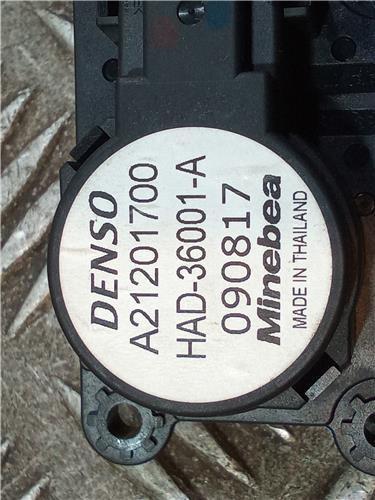 DENSO
A21201700
HAD-36001-A
090817
Minebea
MADE IN THAILAND